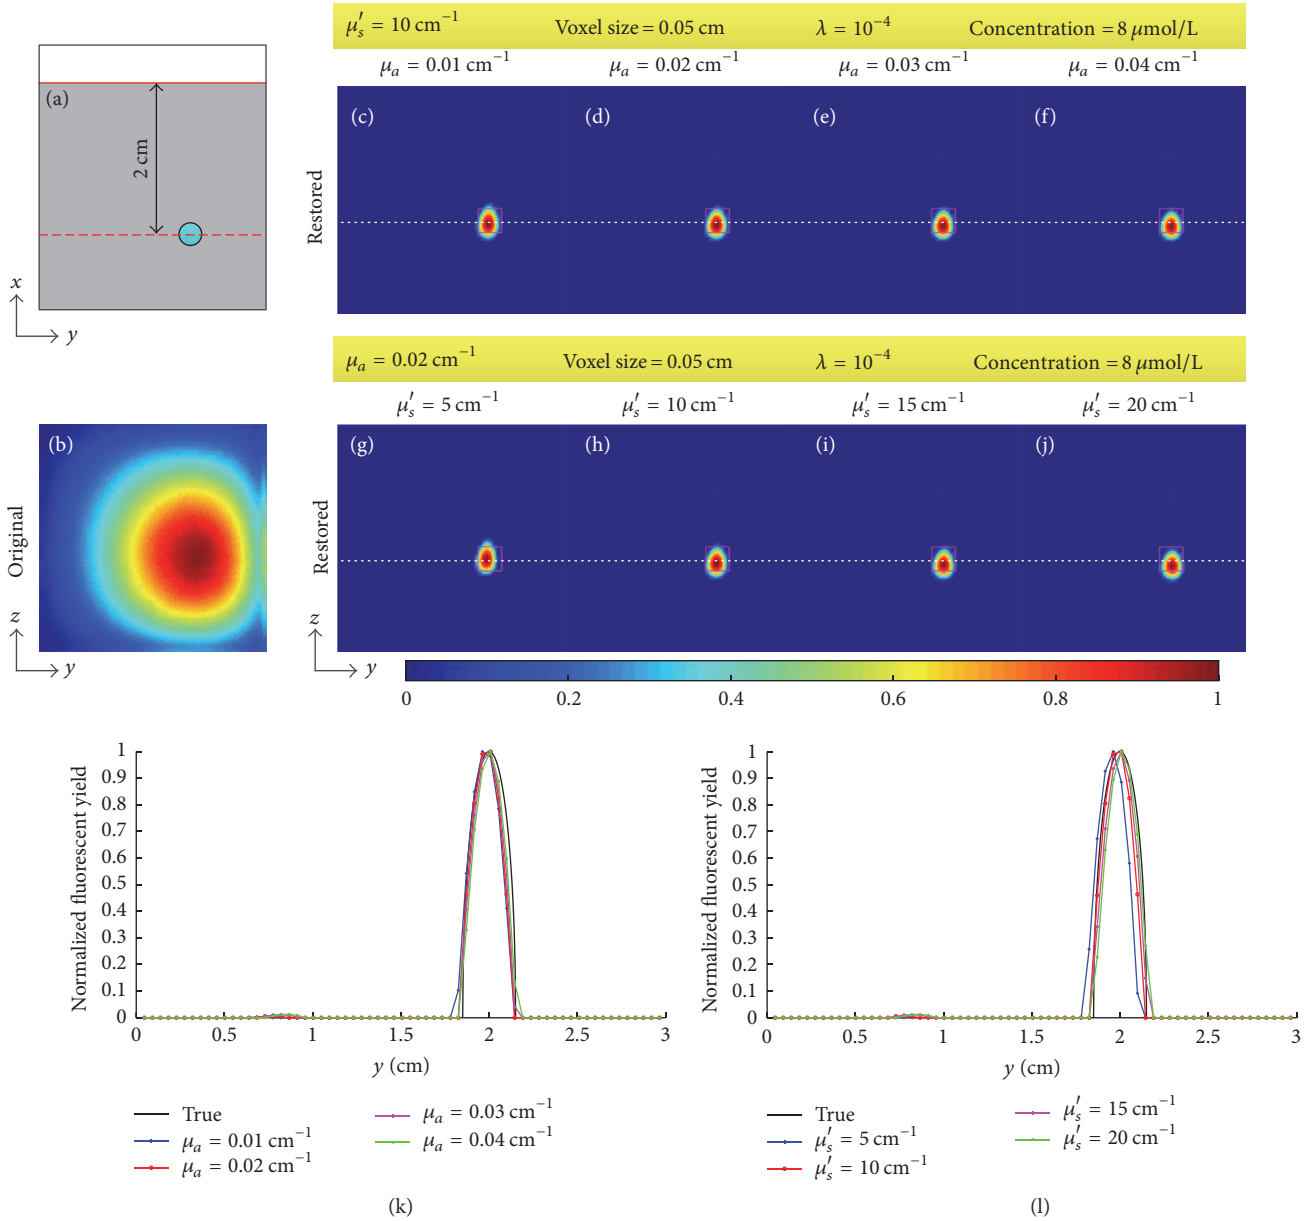 μ′s = 10 cm−1 Voxel size = 0.05 cm λ = 10−4 Concentration = 8 μmol/L
μa = 0.01 cm−1 μa = 0.02 cm−1 μa = 0.03 cm−1 μa = 0.04 cm−1
(a)
2 cm
x
y
(c) (d) (e) (f)
Restored
μa = 0.02 cm−1 Voxel size = 0.05 cm λ = 10−4 Concentration = 8 μmol/L
μ′s = 5 cm−1 μ′s = 10 cm−1 μ′s = 15 cm−1 μ′s = 20 cm−1
(b)
Original
z
y
(g) (h) (i) (j)
Restored
z
y
0 0.2 0.4 0.6 0.8 1
Normalized fluorescent yield
1
0.9
0.8
0.7
0.6
0.5
0.4
0.3
0.2
0.1
0
0 0.5 1 1.5 2 2.5 3
y (cm)
True
μa = 0.01 cm−1
μa = 0.02 cm−1
μa = 0.03 cm−1
μa = 0.04 cm−1
(k)
Normalized fluorescent yield
1
0.9
0.8
0.7
0.6
0.5
0.4
0.3
0.2
0.1
0
0 0.5 1 1.5 2 2.5 3
y (cm)
True
μ′s = 5 cm−1
μ′s = 10 cm−1
μ′s = 15 cm−1
μ′s = 20 cm−1
(l)